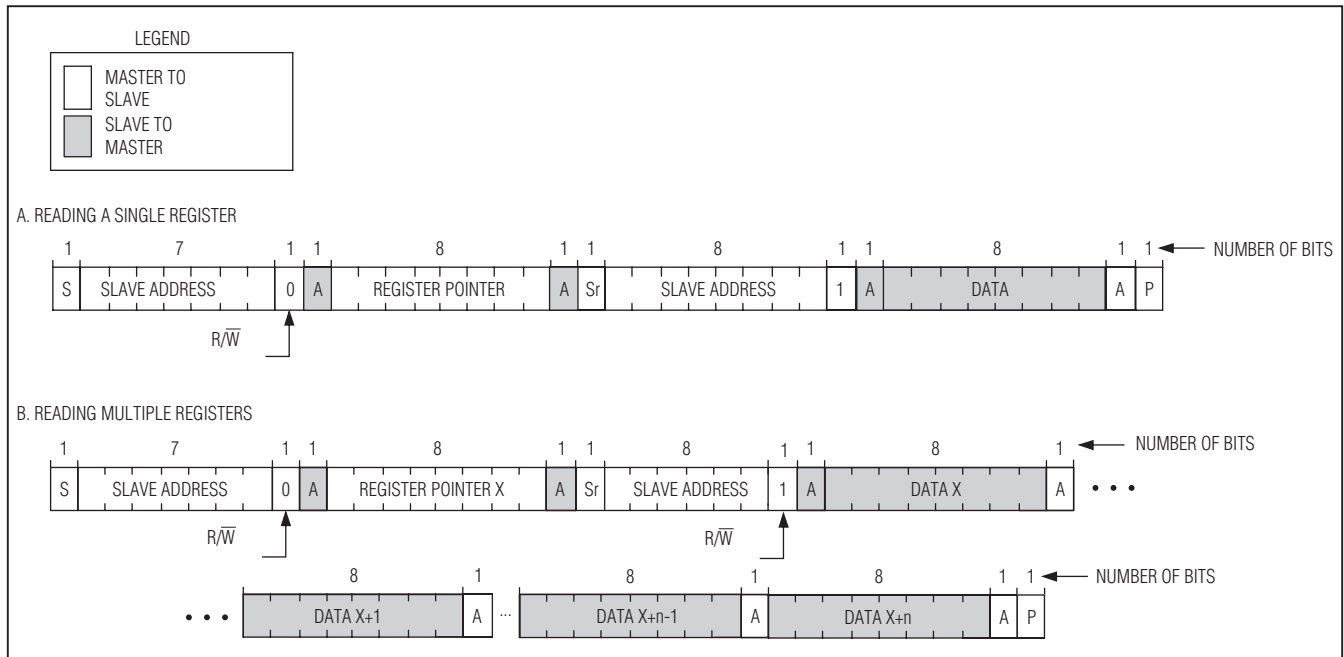 LEGEND
MASTER TO
SLAVE
SLAVE TO
MASTER
A. READING A SINGLE REGISTER
1 7 1 1 8 1 1 8 1 1 8 1 1 NUMBER OF BITS
S SLAVE ADDRESS 0 A REGISTER POINTER A Sr SLAVE ADDRESS 1 A DATA A P
R/W̅
B. READING MULTIPLE REGISTERS
1 7 1 1 8 1 1 8 1 1 8 1 NUMBER OF BITS
S SLAVE ADDRESS 0 A REGISTER POINTER X A Sr SLAVE ADDRESS 1 A DATA X A • • •
R/W̅ R/W̅
8 1 8 1 8 1 1 NUMBER OF BITS
• • • DATA X+1 A ... DATA X+n-1 A DATA X+n A P